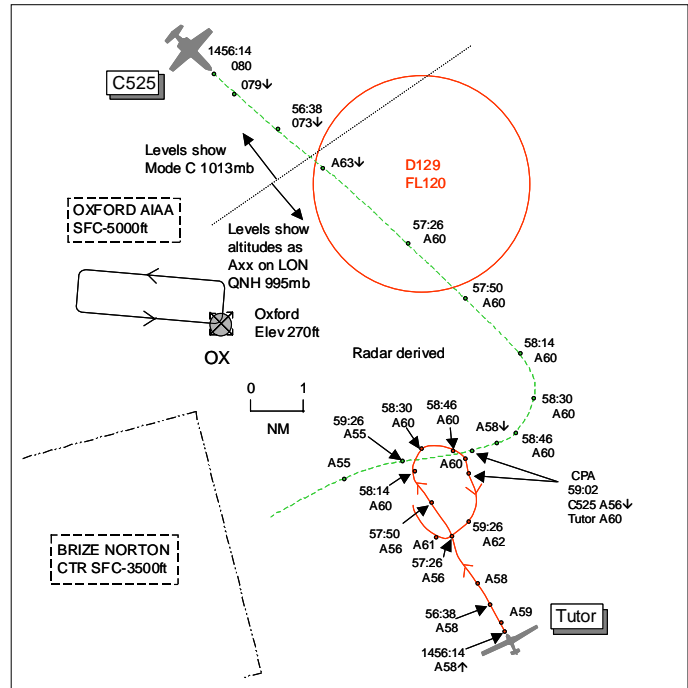 1456:14
080
C525
079↓
56:38
073↓
Levels show
Mode C 1013mb
A63↓
D129
FL120
OXFORD AIAA
SFC-5000ft
Levels show
altitudes as
Axx on LON
QNH 995mb
57:26
A60
57:50
A60
Oxford
Elev 270ft
OX
Radar derived
58:14
A60
0 1
NM
58:30
A60
58:30
A60
58:46
A60
59:26
A55
A58↓
58:46
A60
A55
A60
CPA
59:02
C525 A56↓
Tutor A60
58:14
A60
57:50
A56
59:26
A62
A61
57:26
A56
BRIZE NORTON
CTR SFC-3500ft
A58
56:38
A58
A59
Tutor
1456:14
A58↑